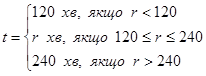 t = { 120 хв, якщо r < 120
r хв, якщо 120 ≤ r ≤ 240
240 хв, якщо r > 240